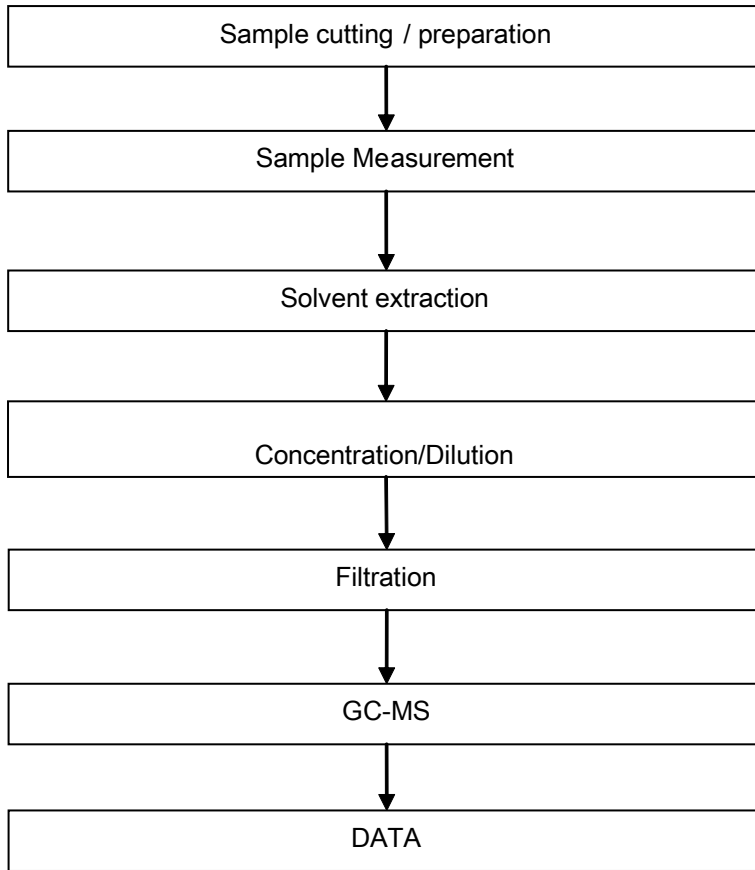 Sample cutting / preparation
Sample Measurement
Solvent extraction
Concentration/Dilution
Filtration
GC-MS
DATA